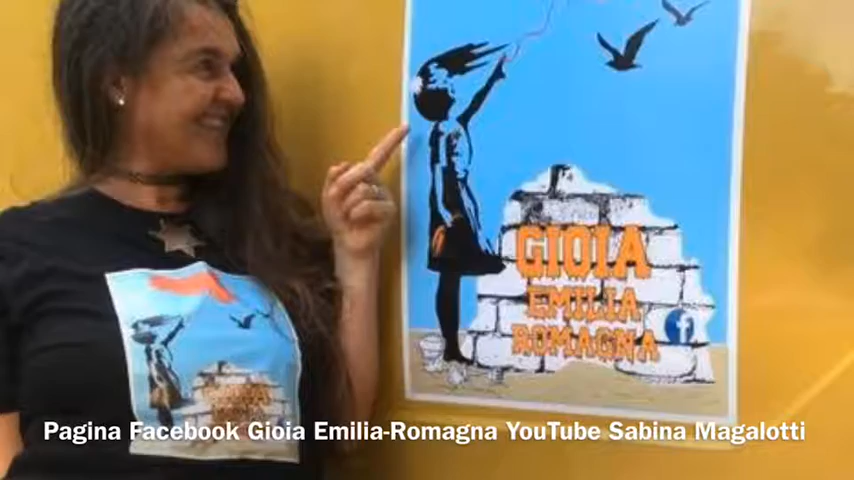 GIOIA
EMILIA
ROMAGNA
f
Pagina Facebook Gioia Emilia-Romagna YouTube Sabina Magalotti